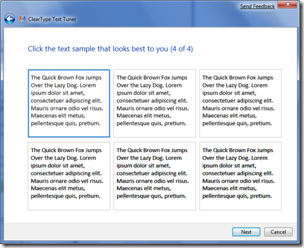 Send Feedback
ClearType Text Tuner
Click the text sample that looks best to you (4 of 4)
The Quick Brown Fox Jumps
Over the Lazy Dog. Lorem
ipsum dolor sit amet,
consectetuer adipiscing elit.
Mauris ornare odio vel risus.
Maecenas elit metus,
pellentesque quis, pretium.
The Quick Brown Fox Jumps
Over the Lazy Dog. Lorem
ipsum dolor sit amet,
consectetuer adipiscing elit.
Mauris ornare odio vel risus.
Maecenas elit metus,
pellentesque quis, pretium.
The Quick Brown Fox Jumps
Over the Lazy Dog. Lorem
ipsum dolor sit amet,
consectetuer adipiscing elit.
Mauris ornare odio vel risus.
Maecenas elit metus,
pellentesque quis, pretium.
The Quick Brown Fox Jumps
Over the Lazy Dog. Lorem
ipsum dolor sit amet,
consectetuer adipiscing elit.
Mauris ornare odio vel risus.
Maecenas elit metus,
pellentesque quis, pretium.
The Quick Brown Fox Jumps
Over the Lazy Dog. Lorem
ipsum dolor sit amet,
consectetuer adipiscing elit.
Mauris ornare odio vel risus.
Maecenas elit metus,
pellentesque quis, pretium.
The Quick Brown Fox Jumps
Over the Lazy Dog. Lorem
ipsum dolor sit amet,
consectetuer adipiscing elit.
Mauris ornare odio vel risus.
Maecenas elit metus,
pellentesque quis, pretium.
Next
Cancel